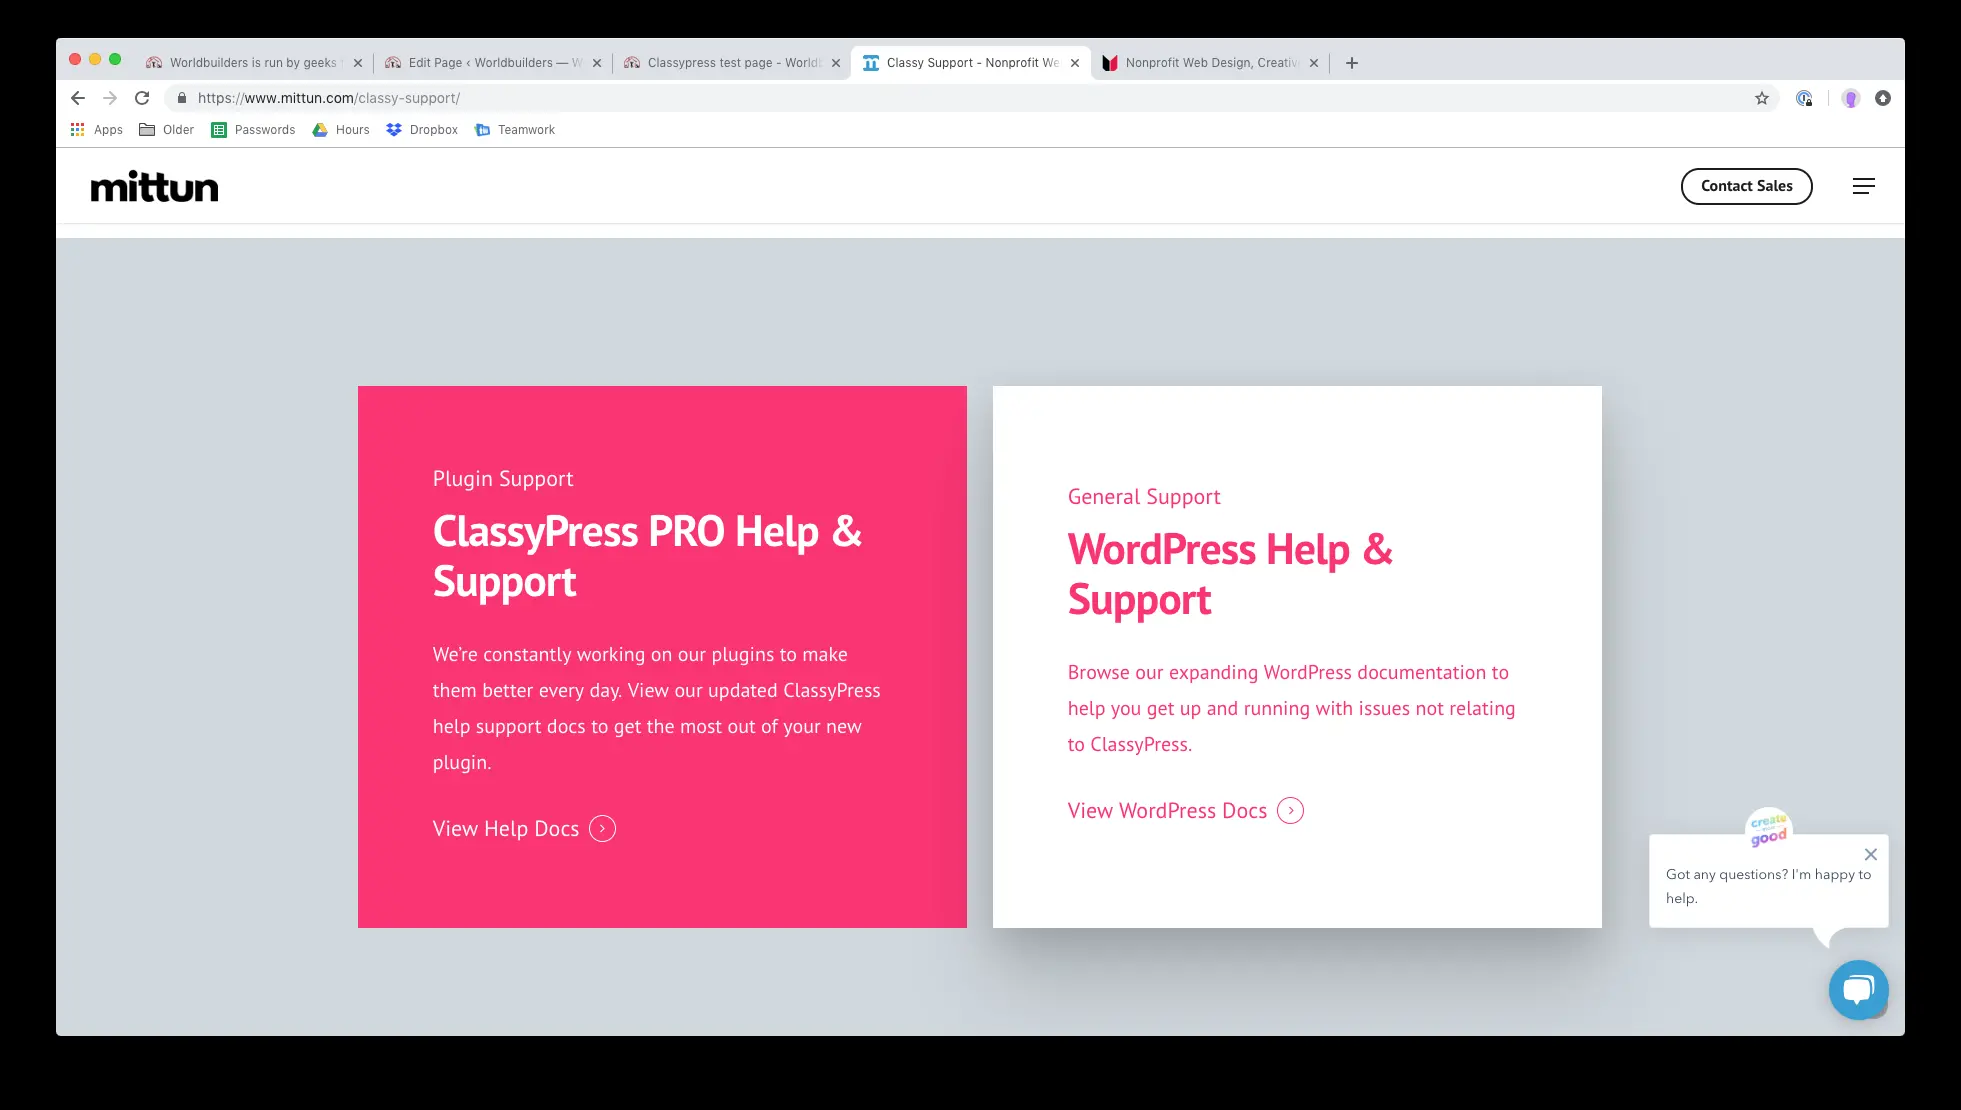 Worldbuilders is run by geeks
Edit Page ‹ Worldbuilders — W
Classypress test page - Worldb
Classy Support - Nonprofit We
Nonprofit Web Design, Creativ
https://www.mittun.com/classy-support/
Apps
Older
Passwords
Hours
Dropbox
Teamwork
mittun
Contact Sales
Plugin Support
ClassyPress PRO Help &
Support
We're constantly working on our plugins to make
them better every day. View our updated ClassyPress
help support docs to get the most out of your new
plugin.
View Help Docs
General Support
WordPress Help &
Support
Browse our expanding WordPress documentation to
help you get up and running with issues not relating
to ClassyPress.
View WordPress Docs
create
good
Got any questions? I'm happy to
help.